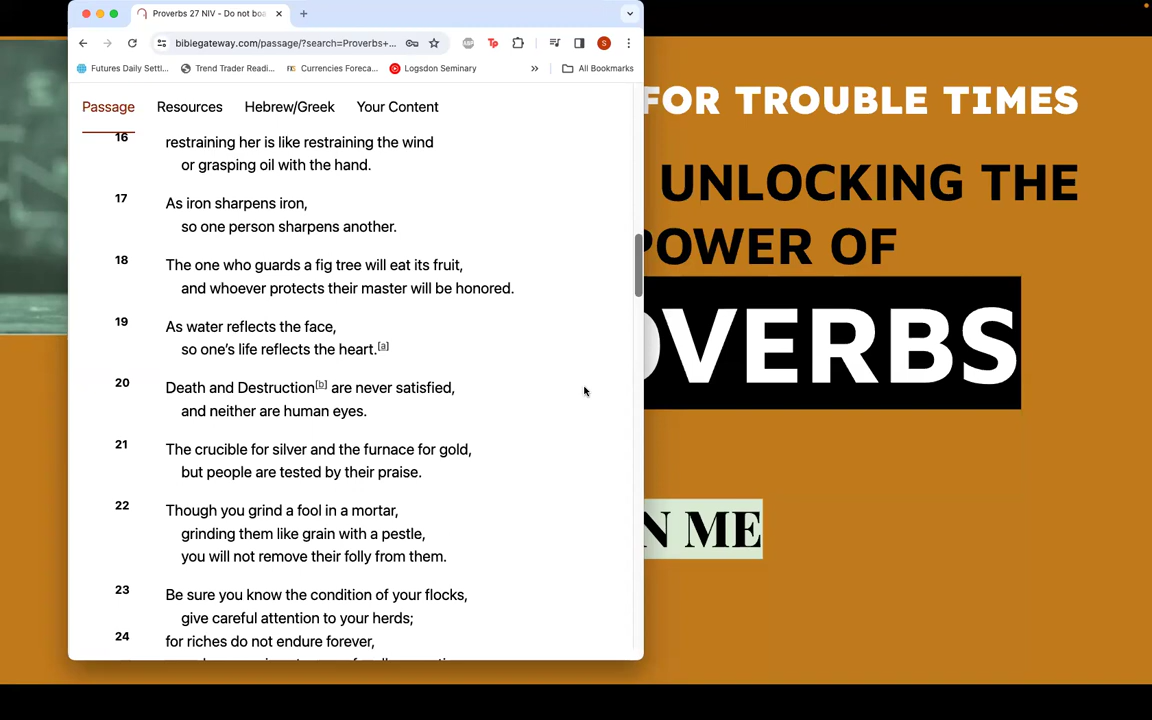 Proverbs 27 NIV - Do not boa
bibiegateway.com/passage/?search=Proverbs+...
S
Futures Daily Settl...
Trend Trader Readi...
Currencies Foreca...
Logsdon Seminary
All Bookmarks
Passage
Resources
Hebrew/Greek
Your Content
16 restraining her is like restraining the wind
or grasping oil with the hand.
17 As iron sharpens iron,
so one person sharpens another.
18 The one who guards a fig tree will eat its fruit,
and whoever protects their master will be honored.
19 As water reflects the face,
so one’s life reflects the heart.[a]
20 Death and Destruction[b] are never satisfied,
and neither are human eyes.
21 The crucible for silver and the furnace for gold,
but people are tested by their praise.
22 Though you grind a fool in a mortar,
grinding them like grain with a pestle,
you will not remove their folly from them.
23 Be sure you know the condition of your flocks,
give careful attention to your herds;
24 for riches do not endure forever,
FOR TROUBLE TIMES
UNLOCKING THE
POWER OF
OVERBS
N ME